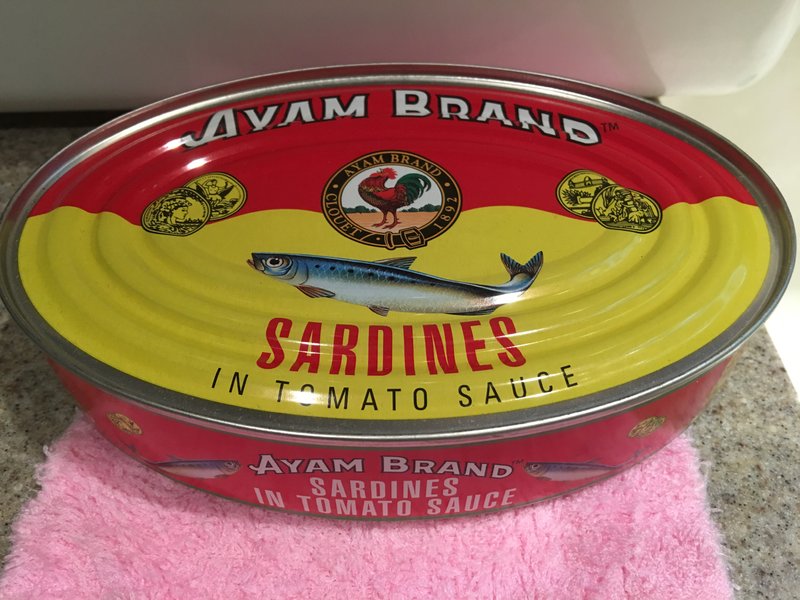 AYAM BRAND™
AYAM BRAND
CLOUET 1892
SARDINES
IN TOMATO SAUCE
AYAM BRAND™
SARDINES
IN TOMATO SAUCE